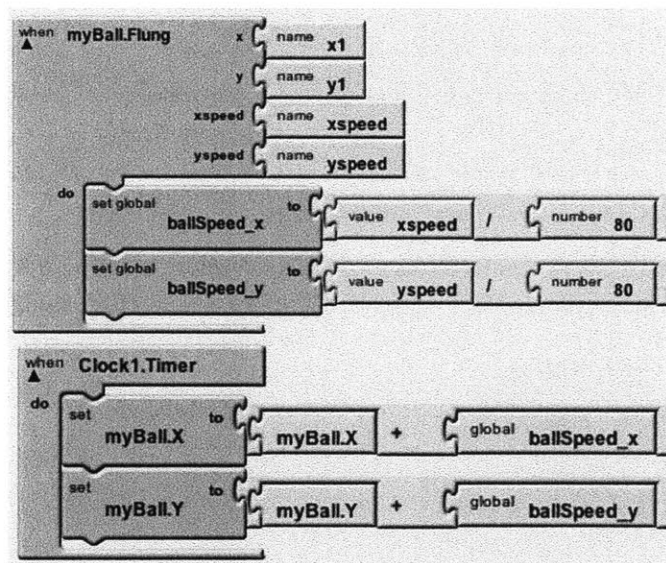 when myBall.Flung x name x1
y name y1
xspeed name xspeed
yspeed name yspeed
do set global ballSpeed_x to value xspeed / number 80
set global ballSpeed_y to value yspeed / number 80
when Clock1.Timer
do set myBall.X to myBall.X + global ballSpeed_x
set myBall.Y to myBall.Y + global ballSpeed_y